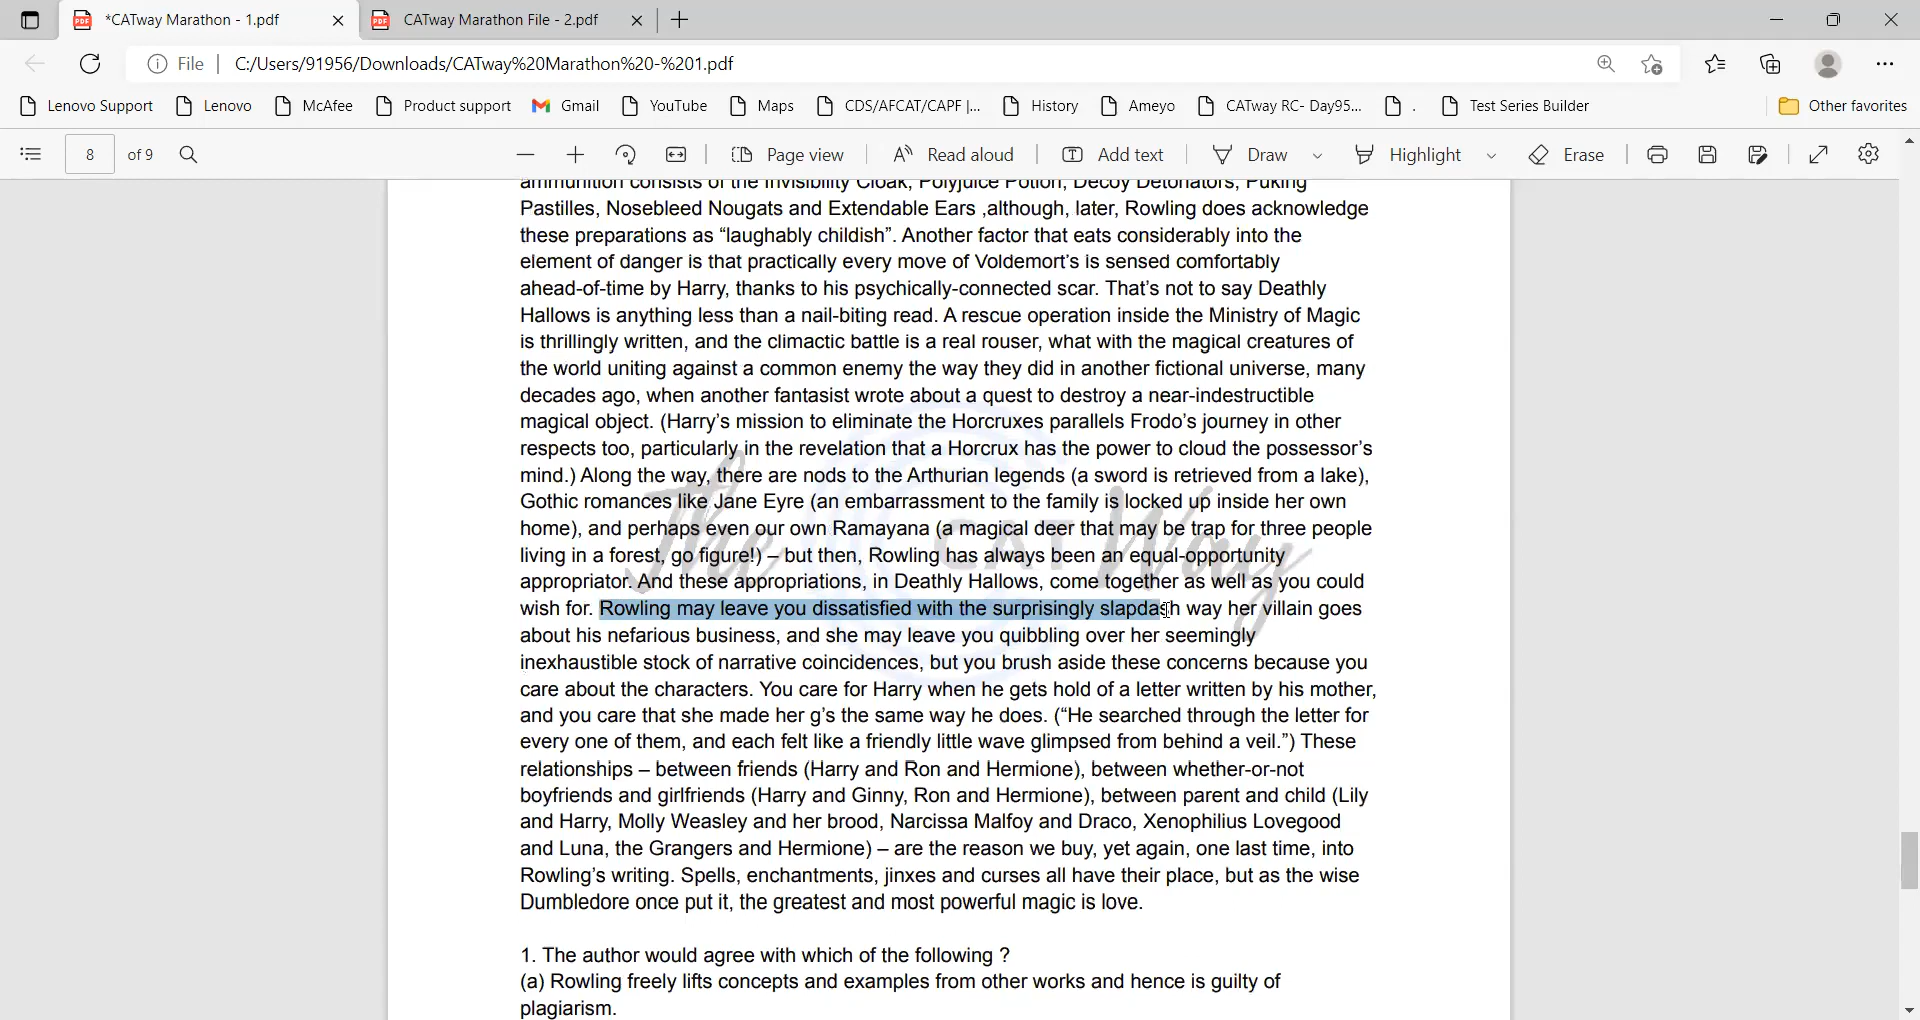 *CATway Marathon - 1.pdf
CATway Marathon File - 2.pdf
File
C:/Users/91956/Downloads/CATway%20Marathon%20-%201.pdf
Lenovo Support
Lenovo
McAfee
Product support
Gmail
YouTube
Maps
CDS/AFCAT/CAPF |...
History
Ameyo
CATway RC- Day95...
.
Test Series Builder
Other favorites
8
of 9
Page view
Read aloud
Add text
Draw
Highlight
Erase
ammunition consists of the Invisibility Cloak, Polyjuice Potion, Decoy Detonators, Puking
Pastilles, Nosebleed Nougats and Extendable Ears ,although, later, Rowling does acknowledge
these preparations as “laughably childish”. Another factor that eats considerably into the
element of danger is that practically every move of Voldemort’s is sensed comfortably
ahead-of-time by Harry, thanks to his psychically-connected scar. That’s not to say Deathly
Hallows is anything less than a nail-biting read. A rescue operation inside the Ministry of Magic
is thrillingly written, and the climactic battle is a real rouser, what with the magical creatures of
the world uniting against a common enemy the way they did in another fictional universe, many
decades ago, when another fantasist wrote about a quest to destroy a near-indestructible
magical object. (Harry’s mission to eliminate the Horcruxes parallels Frodo’s journey in other
respects too, particularly in the revelation that a Horcrux has the power to cloud the possessor’s
mind.) Along the way, there are nods to the Arthurian legends (a sword is retrieved from a lake),
Gothic romances like Jane Eyre (an embarrassment to the family is locked up inside her own
home), and perhaps even our own Ramayana (a magical deer that may be trap for three people
living in a forest, go figure!) – but then, Rowling has always been an equal-opportunity
appropriator. And these appropriations, in Deathly Hallows, come together as well as you could
wish for. Rowling may leave you dissatisfied with the surprisingly slapdash way her villain goes
about his nefarious business, and she may leave you quibbling over her seemingly
inexhaustible stock of narrative coincidences, but you brush aside these concerns because you
care about the characters. You care for Harry when he gets hold of a letter written by his mother,
and you care that she made her g’s the same way he does. (“He searched through the letter for
every one of them, and each felt like a friendly little wave glimpsed from behind a veil.”) These
relationships – between friends (Harry and Ron and Hermione), between whether-or-not
boyfriends and girlfriends (Harry and Ginny, Ron and Hermione), between parent and child (Lily
and Harry, Molly Weasley and her brood, Narcissa Malfoy and Draco, Xenophilius Lovegood
and Luna, the Grangers and Hermione) – are the reason we buy, yet again, one last time, into
Rowling’s writing. Spells, enchantments, jinxes and curses all have their place, but as the wise
Dumbledore once put it, the greatest and most powerful magic is love.
1. The author would agree with which of the following ?
(a) Rowling freely lifts concepts and examples from other works and hence is guilty of
plagiarism.
The CAT Way